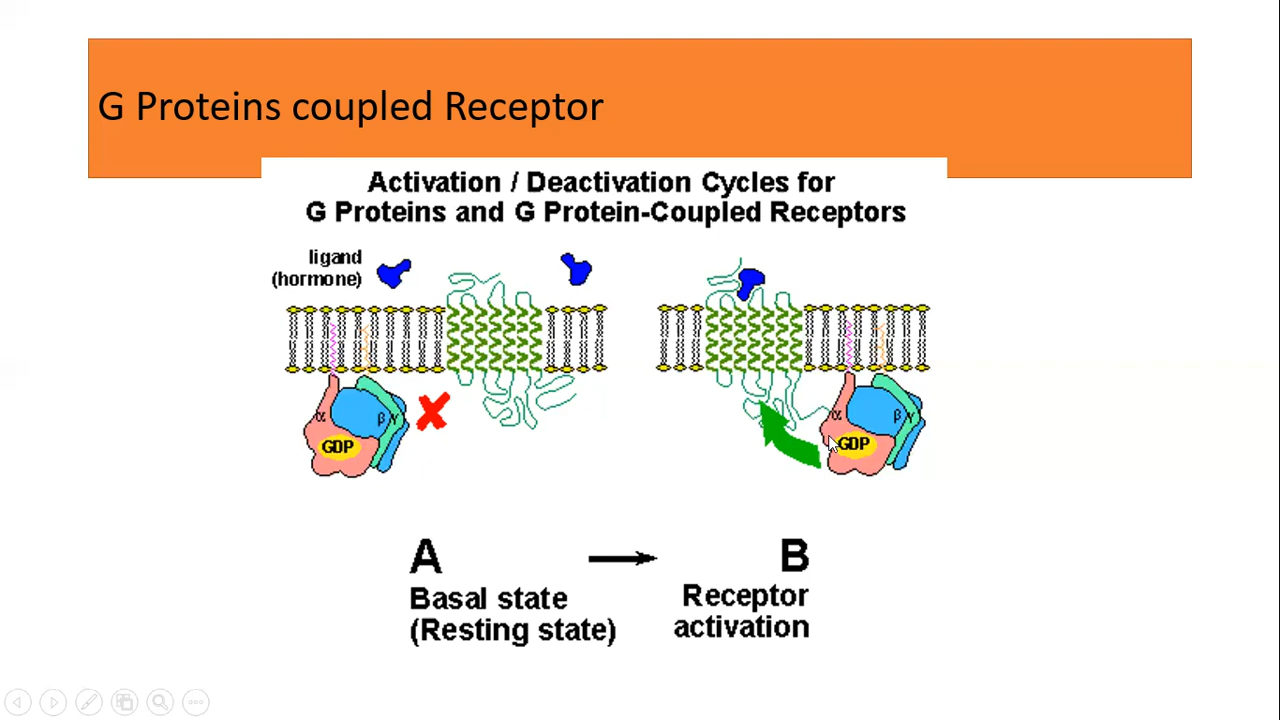 G Proteins coupled Receptor
Activation / Deactivation Cycles for
G Proteins and G Protein-Coupled Receptors
ligand
(hormone)
α
β
γ
GDP
α
β
γ
GDP
A
B
Basal state
(Resting state)
Receptor
activation